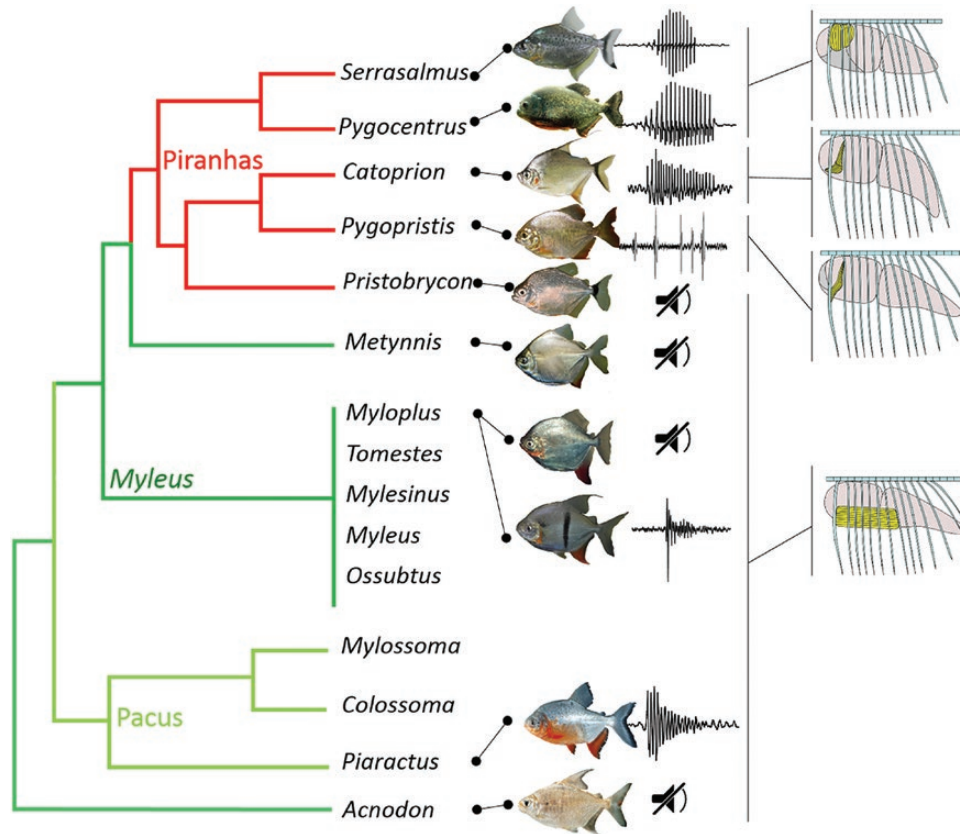 Serrasalmus
Pygocentrus
Piranhas
Catoprion
Pygopristis
Pristobrycon
Metynnis
Myloplus
Tomestes
Mylesinus
Myleus
Myleus
Ossubtus
Mylossoma
Colossoma
Pacus
Piaractus
Acnodon